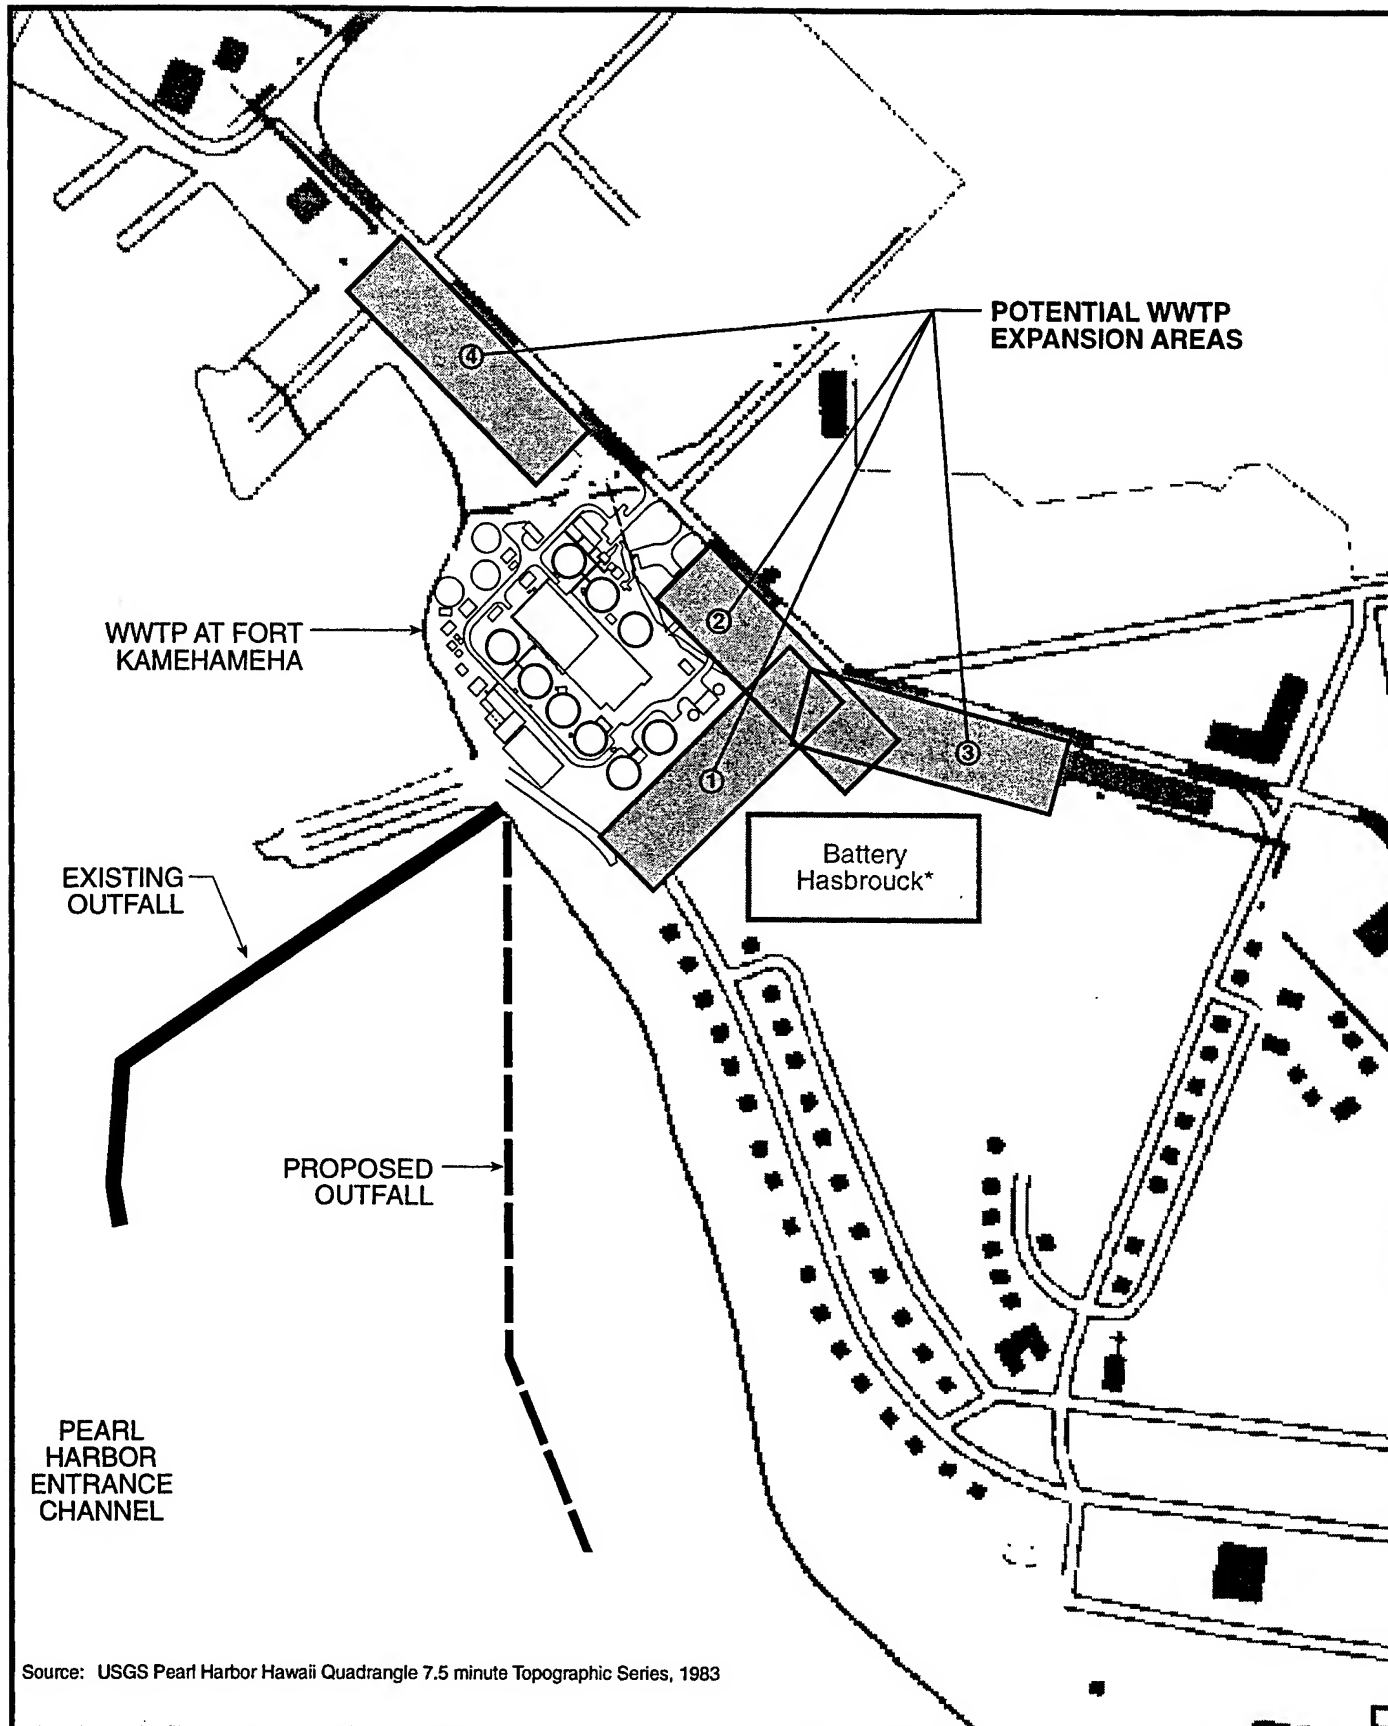 POTENTIAL WWTP
EXPANSION AREAS
④
②
WWTP AT FORT
KAMEHAMEHA
③
①
Battery
Hasbrouck*
EXISTING
OUTFALL
PROPOSED
OUTFALL
PEARL
HARBOR
ENTRANCE
CHANNEL
Source: USGS Pearl Harbor Hawaii Quadrangle 7.5 minute Topographic Series, 1983